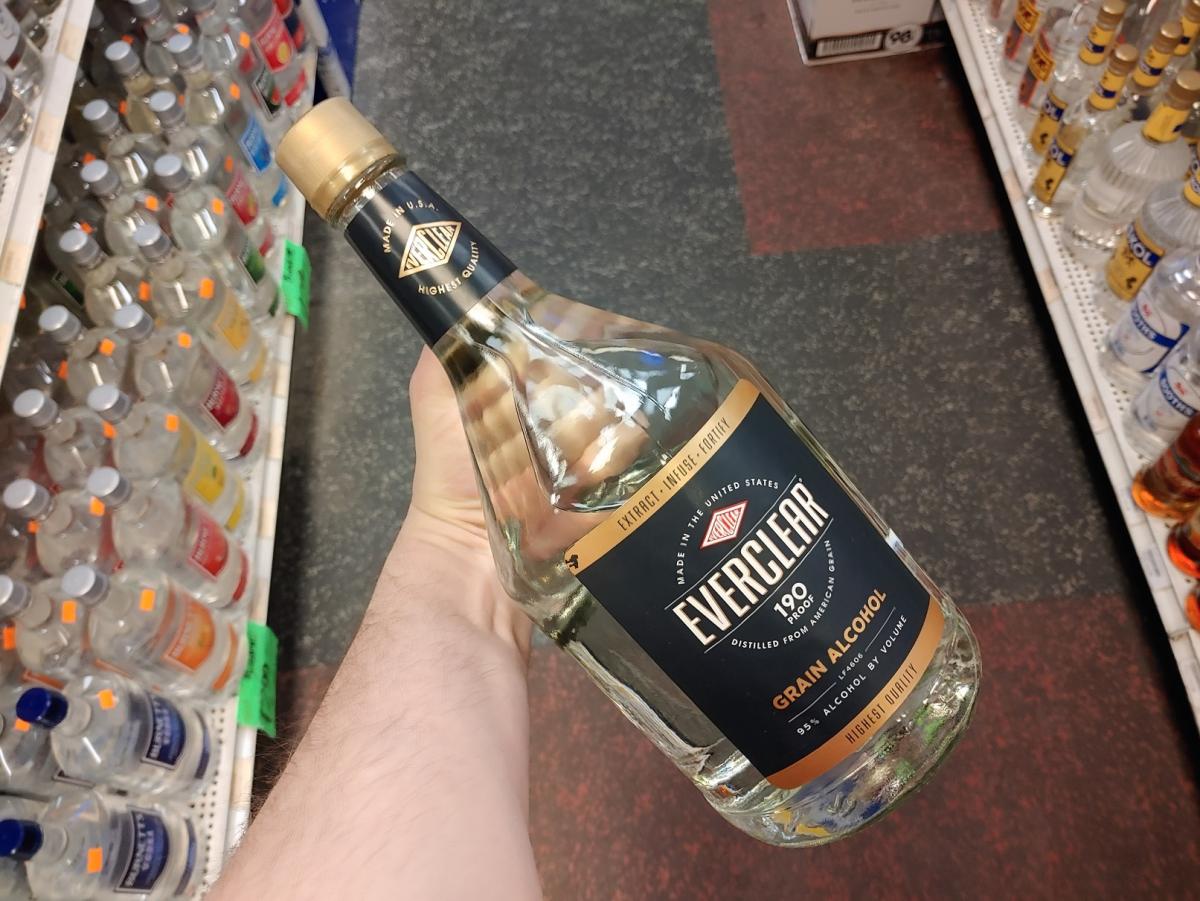 MADE IN U.S.A.
EVERCLEAR
HIGHEST QUALITY
EXTRACT • INFUSE • FORTIFY
MADE IN THE UNITED STATES
EVERCLEAR
EVERCLEAR
190
PROOF
DISTILLED FROM AMERICAN GRAIN
GRAIN ALCOHOL
LF4606
95% ALCOHOL BY VOLUME
HIGHEST QUALITY
96